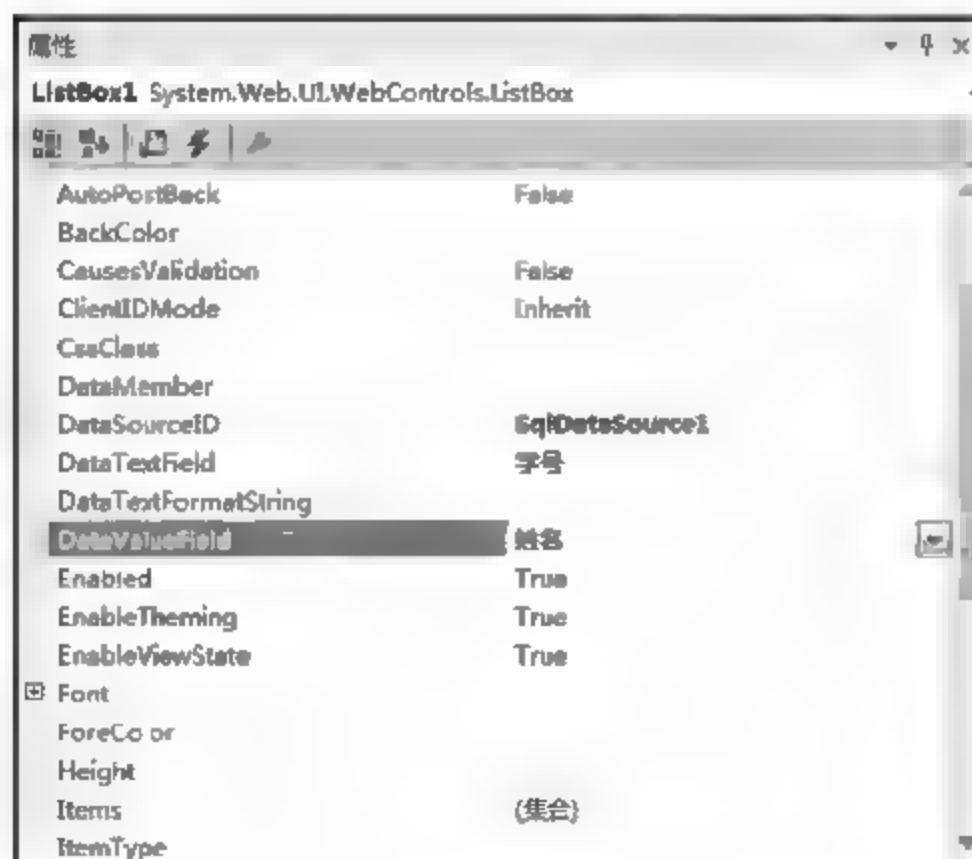 属性
ListBox1 System.Web.UI.WebControls.ListBox
AutoPostBack False
BackColor
CausesValidation False
ClientIDMode Inherit
CssClass
DataMember
DataSourceID SqlDataSource1
DataTextField 学号
DataTextFormatString
DataValueField 姓名
Enabled True
EnableTheming True
EnableViewState True
Font
ForeColor
Height
Items (集合)
ItemType